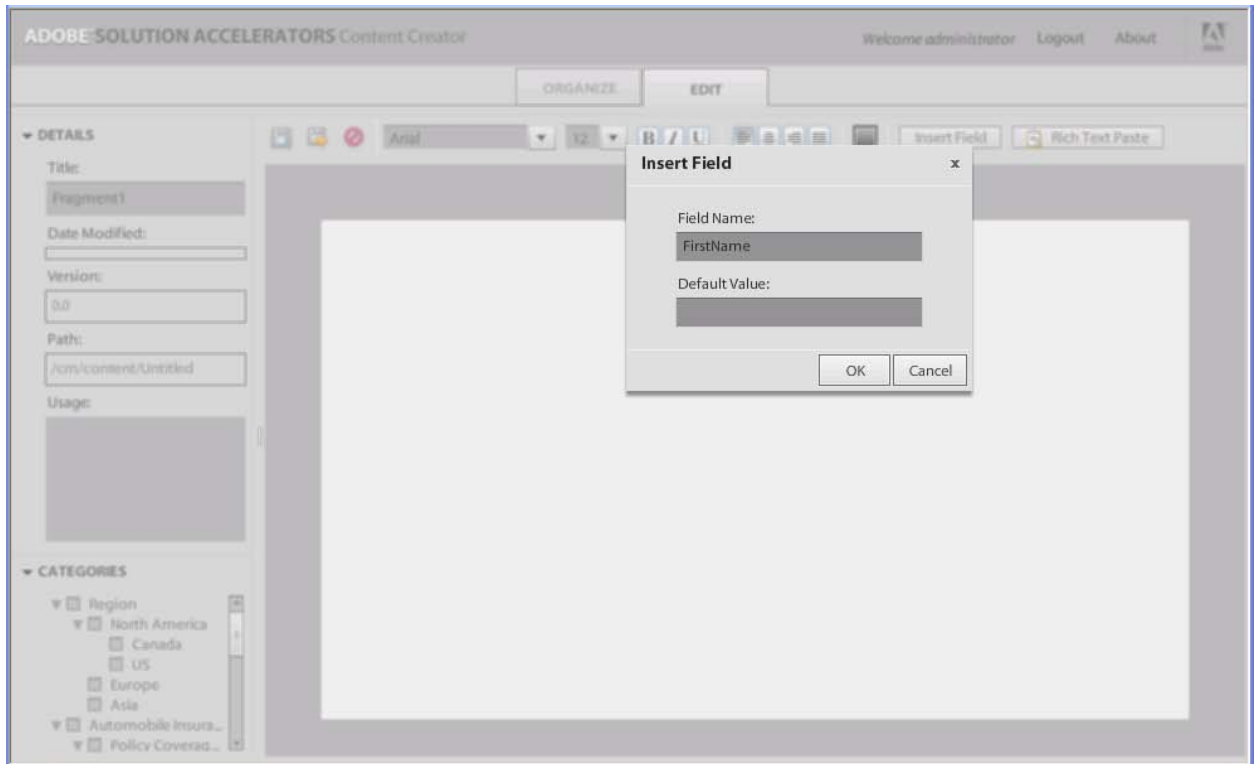 ADOBE SOLUTION ACCELERATORS Content Creator
Welcome administrator Logout About
ORGANIZE EDIT
DETAILS
Title:
Fragment1
Date Modified:
Version:
0.0
Path:
/cm/content/Untitled
Usage:
CATEGORIES
Region
North America
Canada
US
Europe
Asia
Automobile Insura...
Policy Coverag...
Arial 12 B I U Insert Field Rich Text Paste
Insert Field x
Field Name:
FirstName
Default Value:
OK Cancel